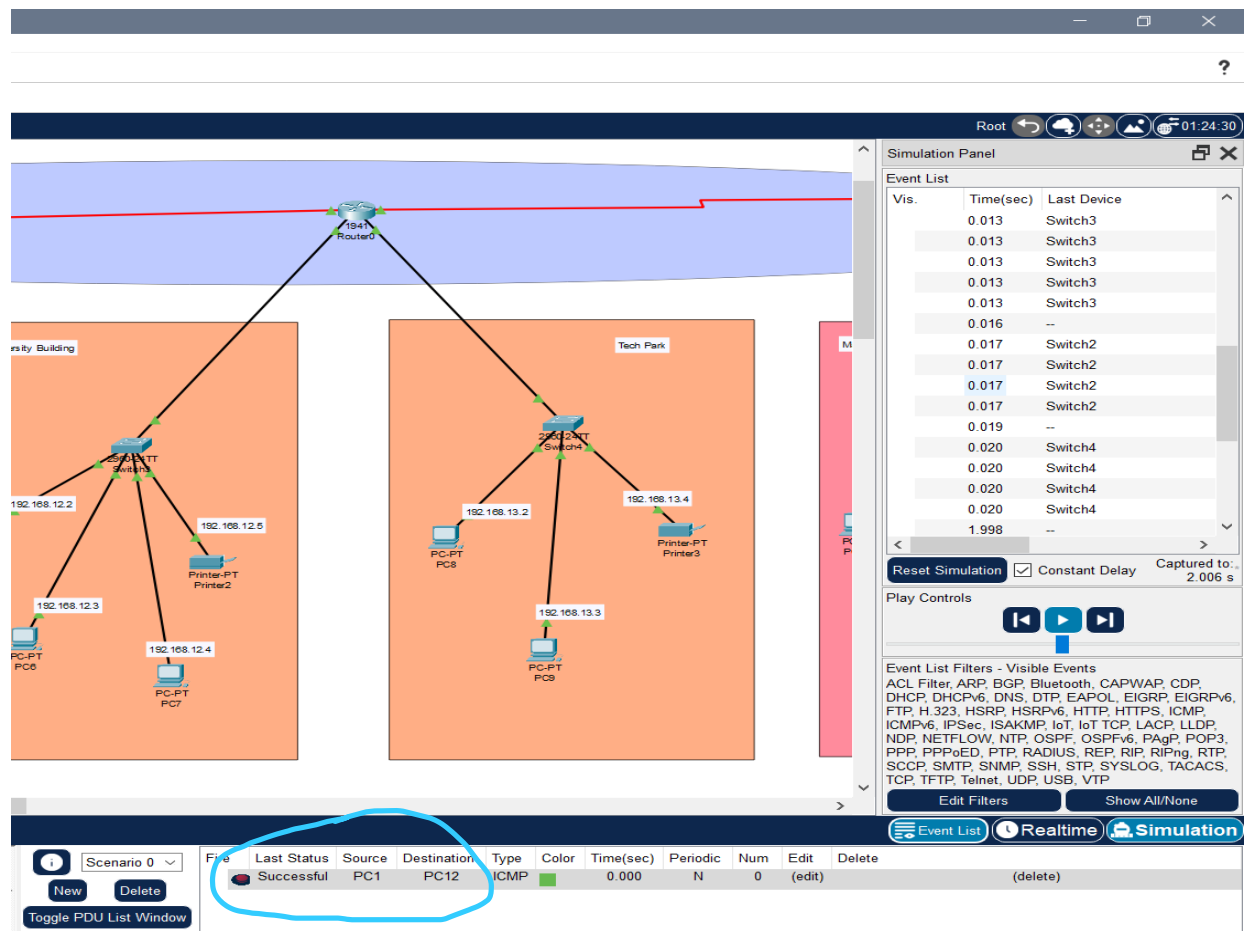 ?
Root 01:24:30
Simulation Panel
Event List
Vis. Time(sec) Last Device
0.013 Switch3
0.013 Switch3
0.013 Switch3
0.013 Switch3
0.013 Switch3
0.016 --
0.017 Switch2
0.017 Switch2
0.017 Switch2
0.017 Switch2
0.019 --
0.020 Switch4
0.020 Switch4
0.020 Switch4
0.020 Switch4
1.998 --
Reset Simulation Constant Delay Captured to:
2.006 s
Play Controls
Event List Filters - Visible Events
ACL Filter, ARP, BGP, Bluetooth, CAPWAP, CDP,
DHCP, DHCPv6, DNS, DTP, EAPOL, EIGRP, EIGRPv6,
FTP, H.323, HSRP, HSRPv6, HTTP, HTTPS, ICMP,
ICMPv6, IPSec, ISAKMP, IoT, IoT TCP, LACP, LLDP,
NDP, NETFLOW, NTP, OSPF, OSPFv6, PAgP, POP3,
PPP, PPPoED, PTP, RADIUS, REP, RIP, RIPng, RTP,
SCCP, SMTP, SNMP, SSH, STP, SYSLOG, TACACS,
TCP, TFTP, Telnet, UDP, USB, VTP
Edit Filters Show All/None
Event List Realtime Simulation
1941
Router0
rsity Building
Tech Park
M
2960-24TT
Switch3
2960-24TT
Switch4
192.168.12.2
192.168.12.5
Printer-PT
Printer2
192.168.12.3
PC-PT
PC6
192.168.12.4
PC-PT
PC7
192.168.13.2
PC-PT
PC8
192.168.13.4
Printer-PT
Printer3
192.168.13.3
PC-PT
PC9
Scenario 0
New Delete
Toggle PDU List Window
Fire Last Status Source Destination Type Color Time(sec) Periodic Num Edit Delete
Successful PC1 PC12 ICMP 0.000 N 0 (edit) (delete)